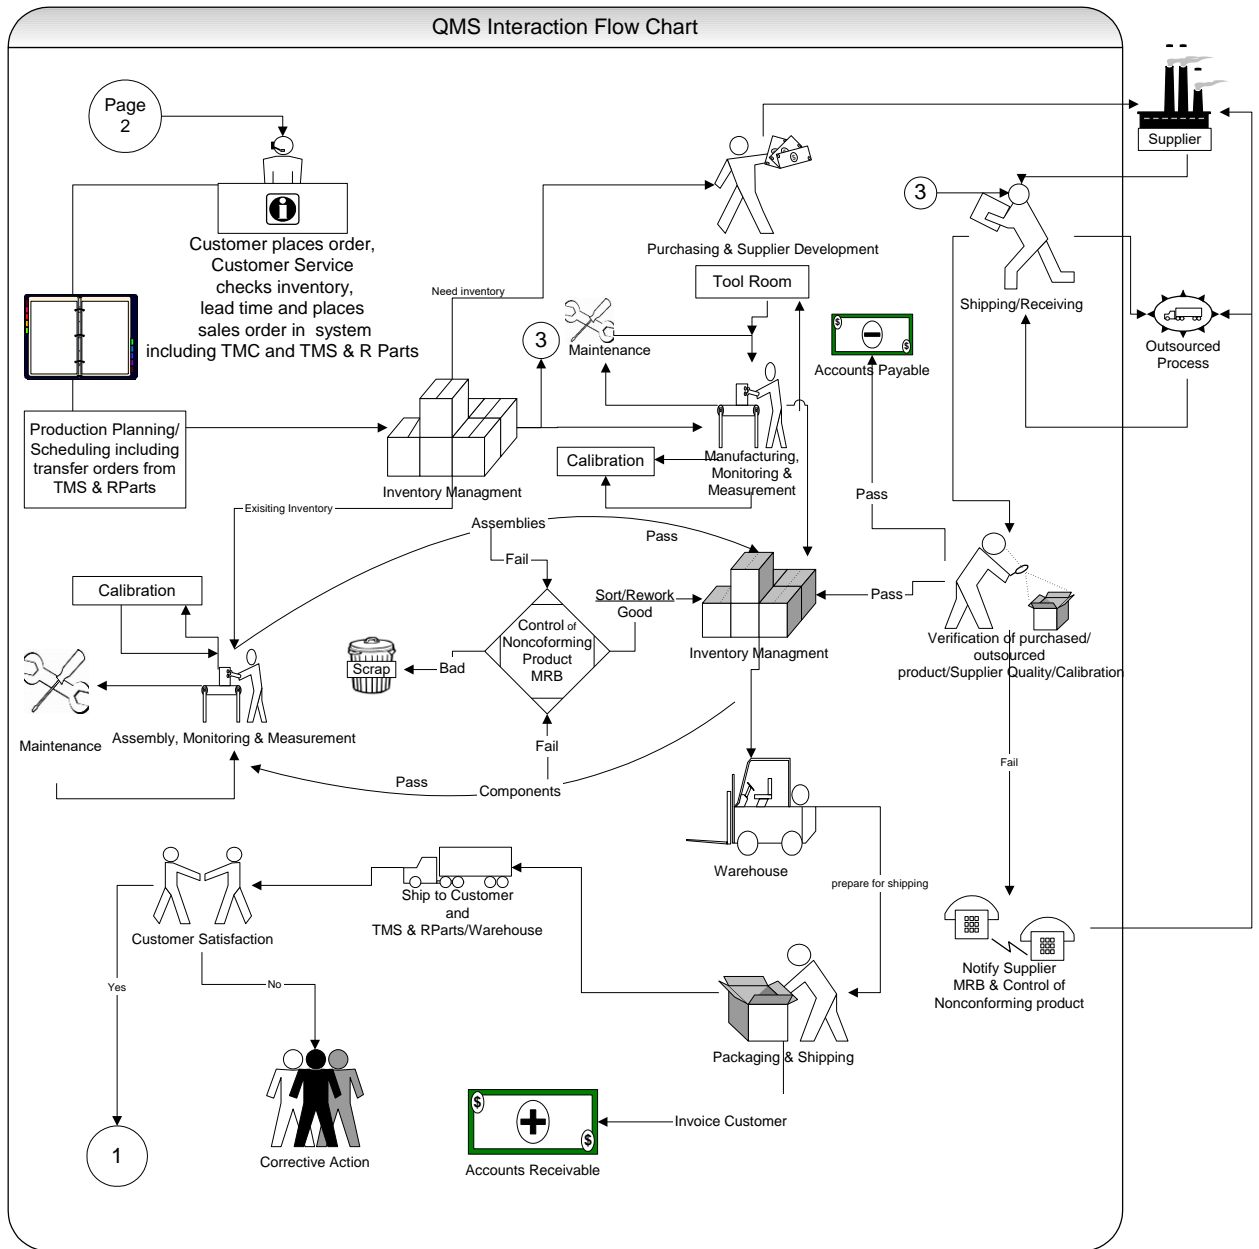 QMS Interaction Flow Chart
Page
2
Supplier
3
Customer places order,
Customer Service
checks inventory,
lead time and places
sales order in system
including TMC and TMS & R Parts
Purchasing & Supplier Development
Tool Room
Need inventory
Shipping/Receiving
3
Maintenance
$
$
Accounts Payable
Outsourced
Process
Production Planning/
Scheduling including
transfer orders from
TMS & RParts
Calibration
Manufacturing,
Monitoring &
Measurement
Inventory Managment
Pass
Exisiting Inventory
Assemblies
Pass
Fail
Calibration
Sort/Rework
Good
Pass
Control of
Noncoforming
Product
MRB
Verification of purchased/
outsourced
product/Supplier Quality/Calibration
Scrap
Bad
Inventory Managment
Maintenance
Assembly, Monitoring & Measurement
Fail
Fail
Pass
Components
Warehouse
prepare for shipping
Ship to Customer
and
TMS & RParts/Warehouse
Customer Satisfaction
Notify Supplier
MRB & Control of
Nonconforming product
Yes
No
Packaging & Shipping
$
$
Invoice Customer
1
Corrective Action
Accounts Receivable